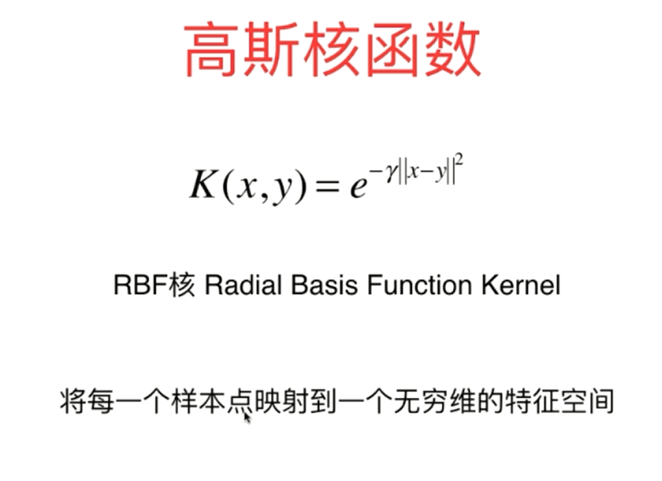 高斯核函数
K(x,y) = e^{-γ||x-y||^2}
RBF核 Radial Basis Function Kernel
将每一个样本点映射到一个无穷维的特征空间